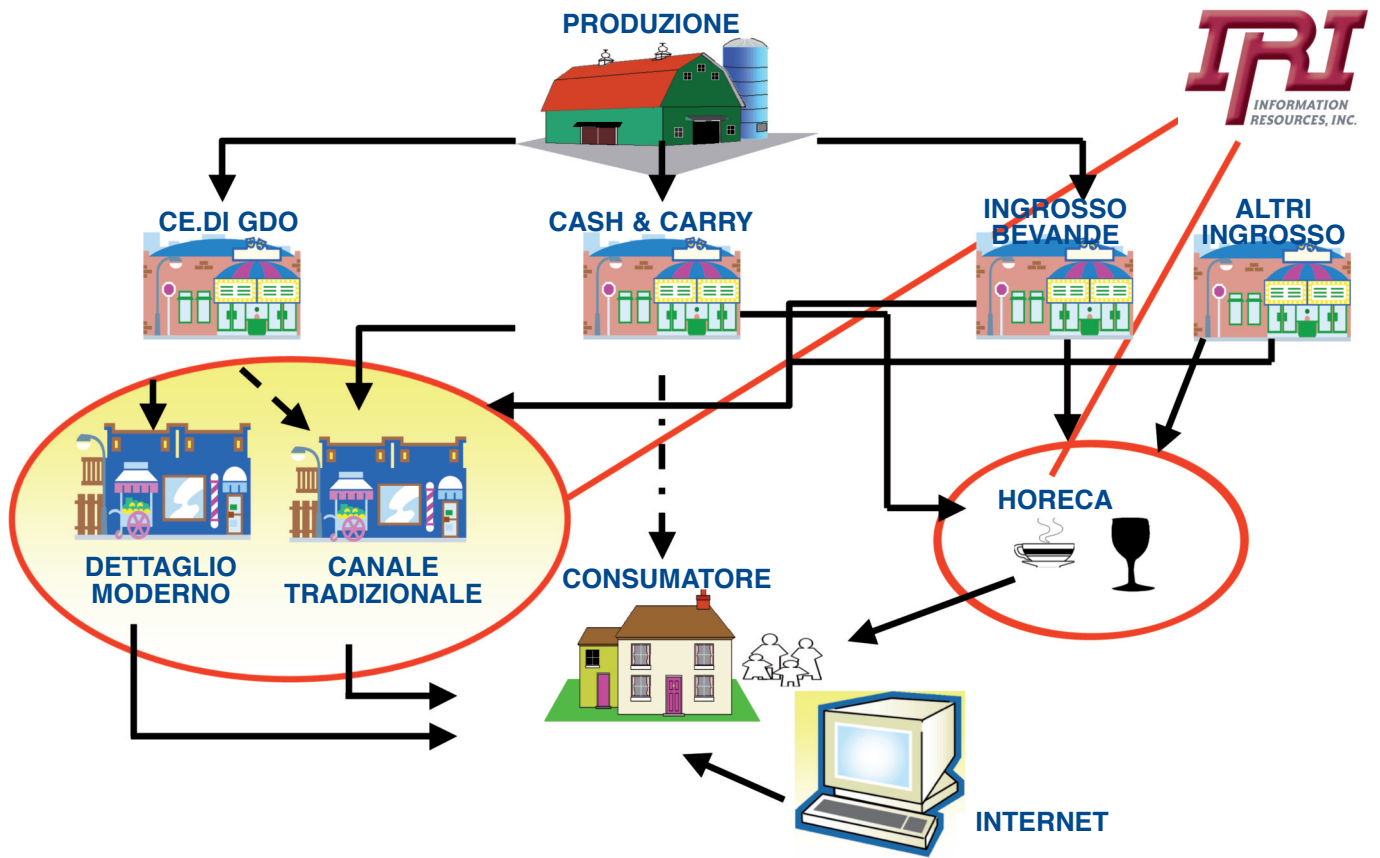 PRODUZIONE
IRI
INFORMATION
RESOURCES, INC.
CE.DI GDO
CASH & CARRY
INGROSSO
BEVANDE
ALTRI
INGROSSO
HORECA
DETTAGLIO
MODERNO
CANALE
TRADIZIONALE
CONSUMATORE
INTERNET